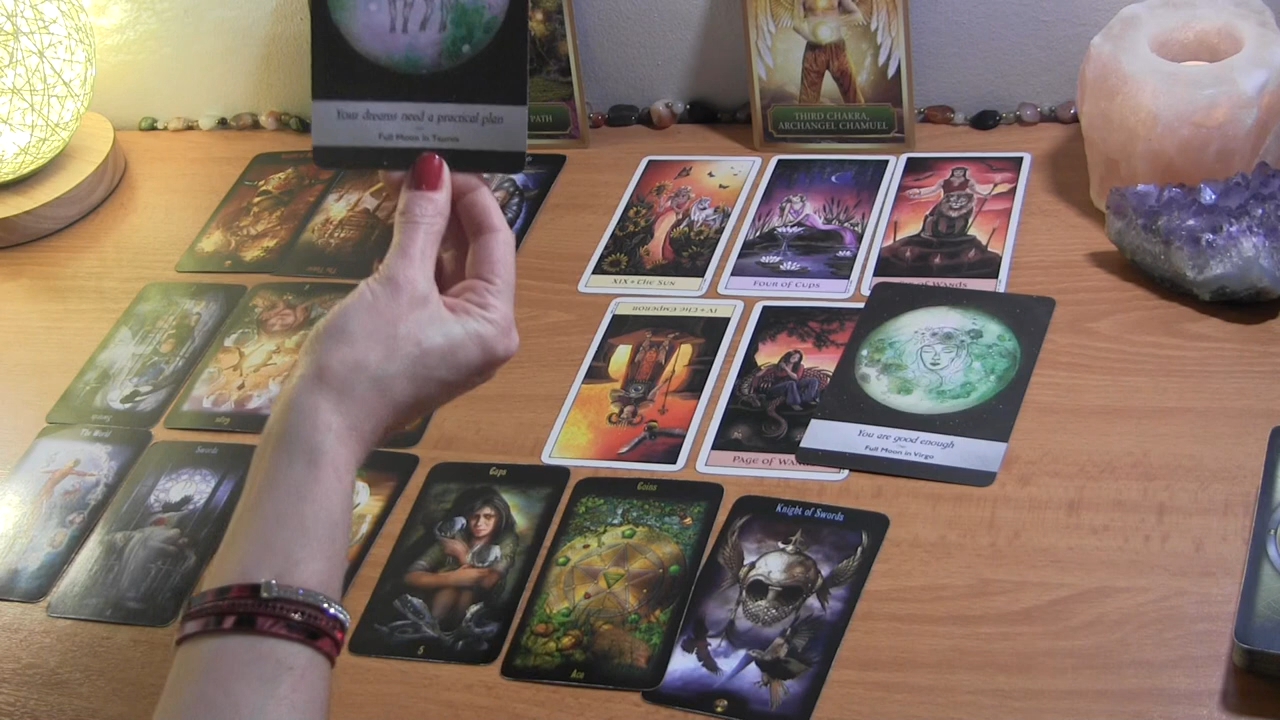 Your dreams need a practical plan
Full Moon in Taurus
PATH
THIRD CHAKRA,
ARCHANGEL CHAMUEL
XIX • The Sun
Four of Cups
of Wands
IV • The Emperor
Page of Wan
You are good enough
Full Moon in Virgo
The World
Swords
Cups
5
Coins
Ace
Knight of Swords